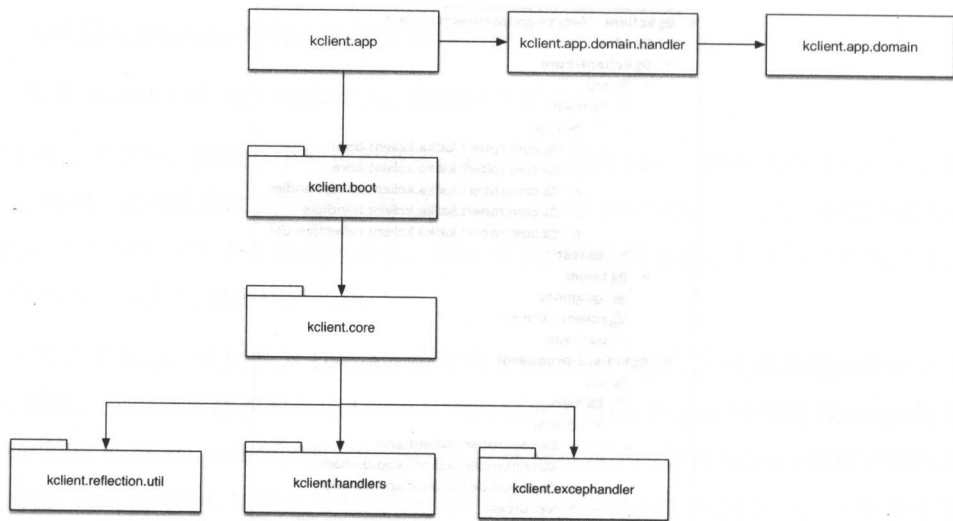 kclient.app
kclient.app.domain.handler
kclient.app.domain
kclient.boot
kclient.core
kclient.reflection.util
kclient.handlers
kclient.excephandler